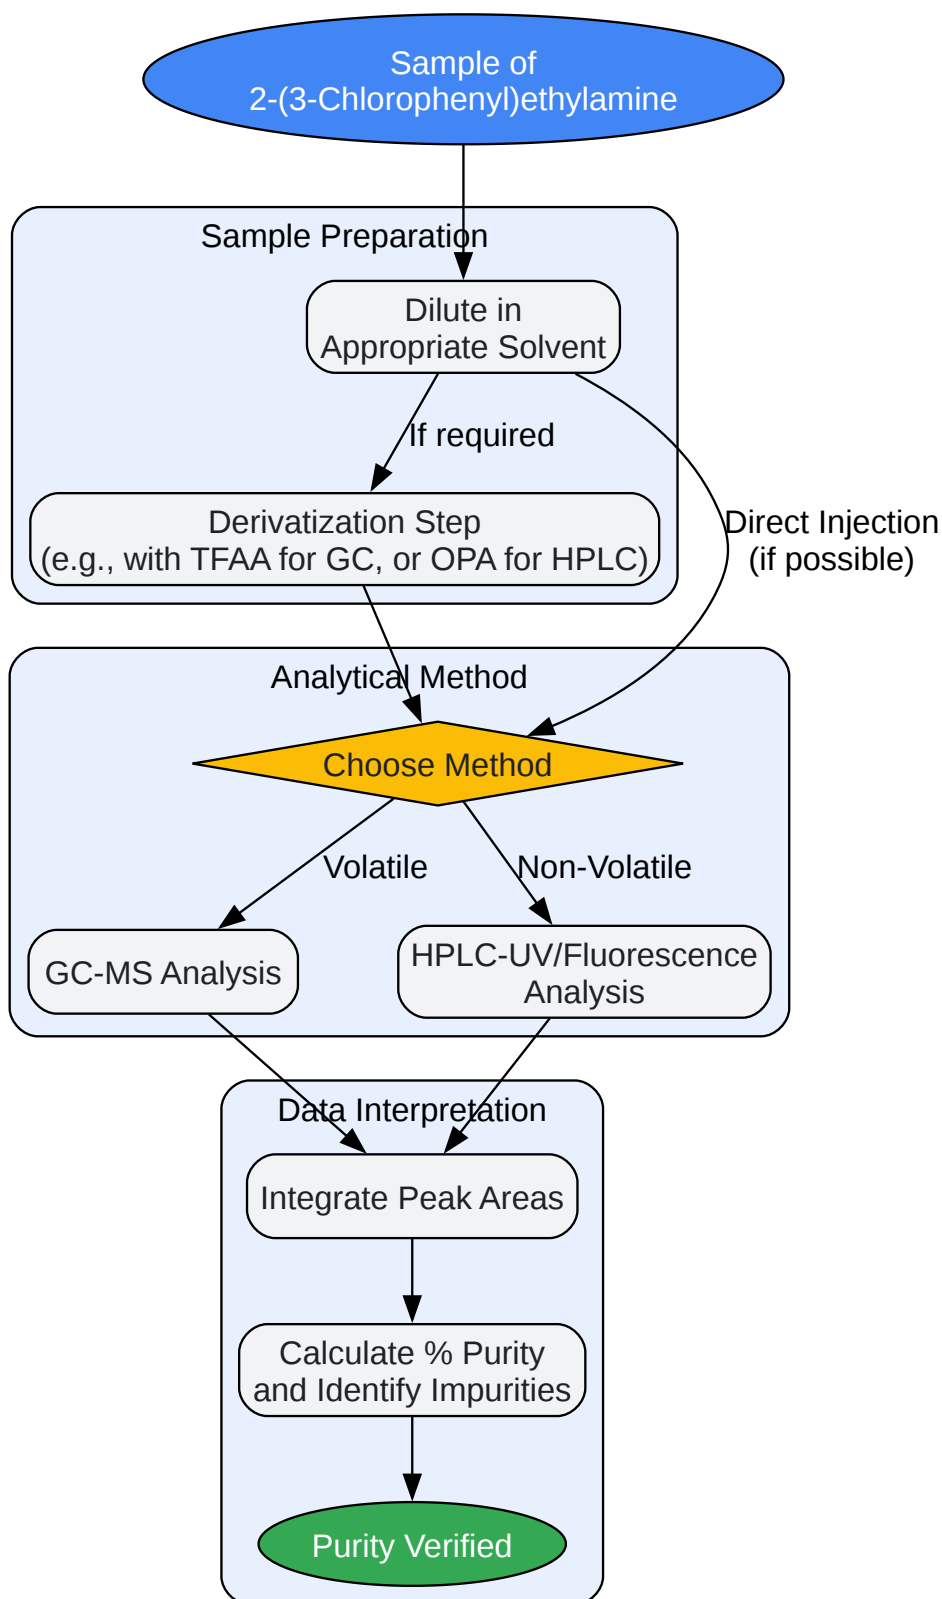 Sample of
2-(3-Chlorophenyl)ethylamine
Sample Preparation
Dilute in
Appropriate Solvent
If required
Derivatization Step
(e.g., with TFAA for GC, or OPA for HPLC)
Direct Injection
(if possible)
Analytical Method
Choose Method
Volatile
Non-Volatile
GC-MS Analysis
HPLC-UV/Fluorescence
Analysis
Data Interpretation
Integrate Peak Areas
Calculate % Purity
and Identify Impurities
Purity Verified